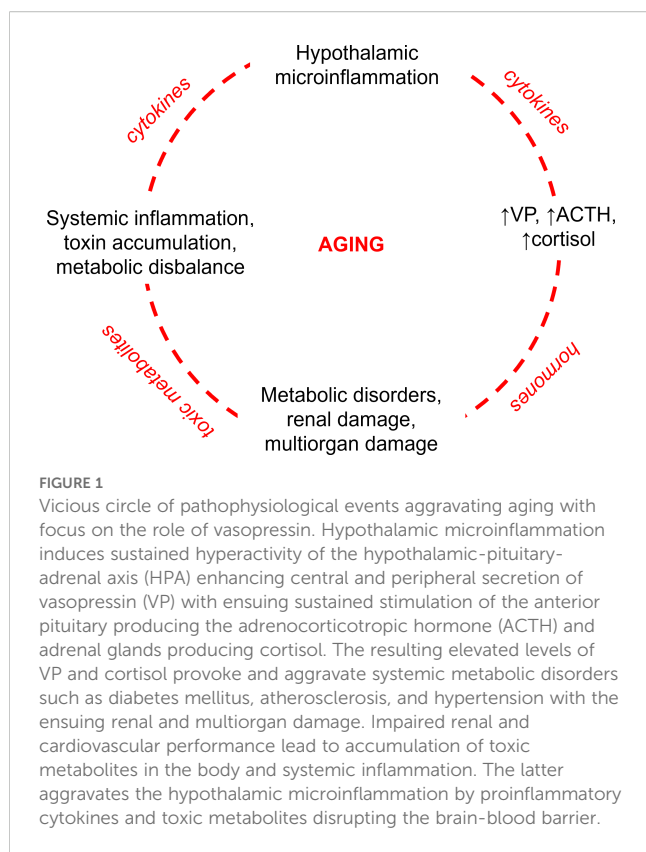 Hypothalamic
microinflammation
cytokines
cytokines
Systemic inflammation,
toxin accumulation,
metabolic disbalance
AGING
↑VP, ↑ACTH,
↑cortisol
toxic metabolites
hormones
Metabolic disorders,
renal damage,
multiorgan damage
FIGURE 1
Vicious circle of pathophysiological events aggravating aging with
focus on the role of vasopressin. Hypothalamic microinflammation
induces sustained hyperactivity of the hypothalamic-pituitary-
adrenal axis (HPA) enhancing central and peripheral secretion of
vasopressin (VP) with ensuing sustained stimulation of the anterior
pituitary producing the adrenocorticotropic hormone (ACTH) and
adrenal glands producing cortisol. The resulting elevated levels of
VP and cortisol provoke and aggravate systemic metabolic disorders
such as diabetes mellitus, atherosclerosis, and hypertension with the
ensuing renal and multiorgan damage. Impaired renal and
cardiovascular performance lead to accumulation of toxic
metabolites in the body and systemic inflammation. The latter
aggravates the hypothalamic microinflammation by proinflammatory
cytokines and toxic metabolites disrupting the brain-blood barrier.